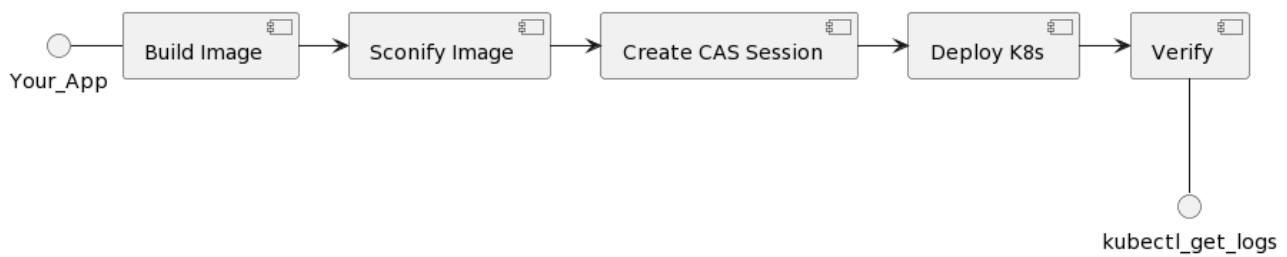 Build Image
Sconify Image
Create CAS Session
Deploy K8s
Verify
Your_App
kubectl_get_logs